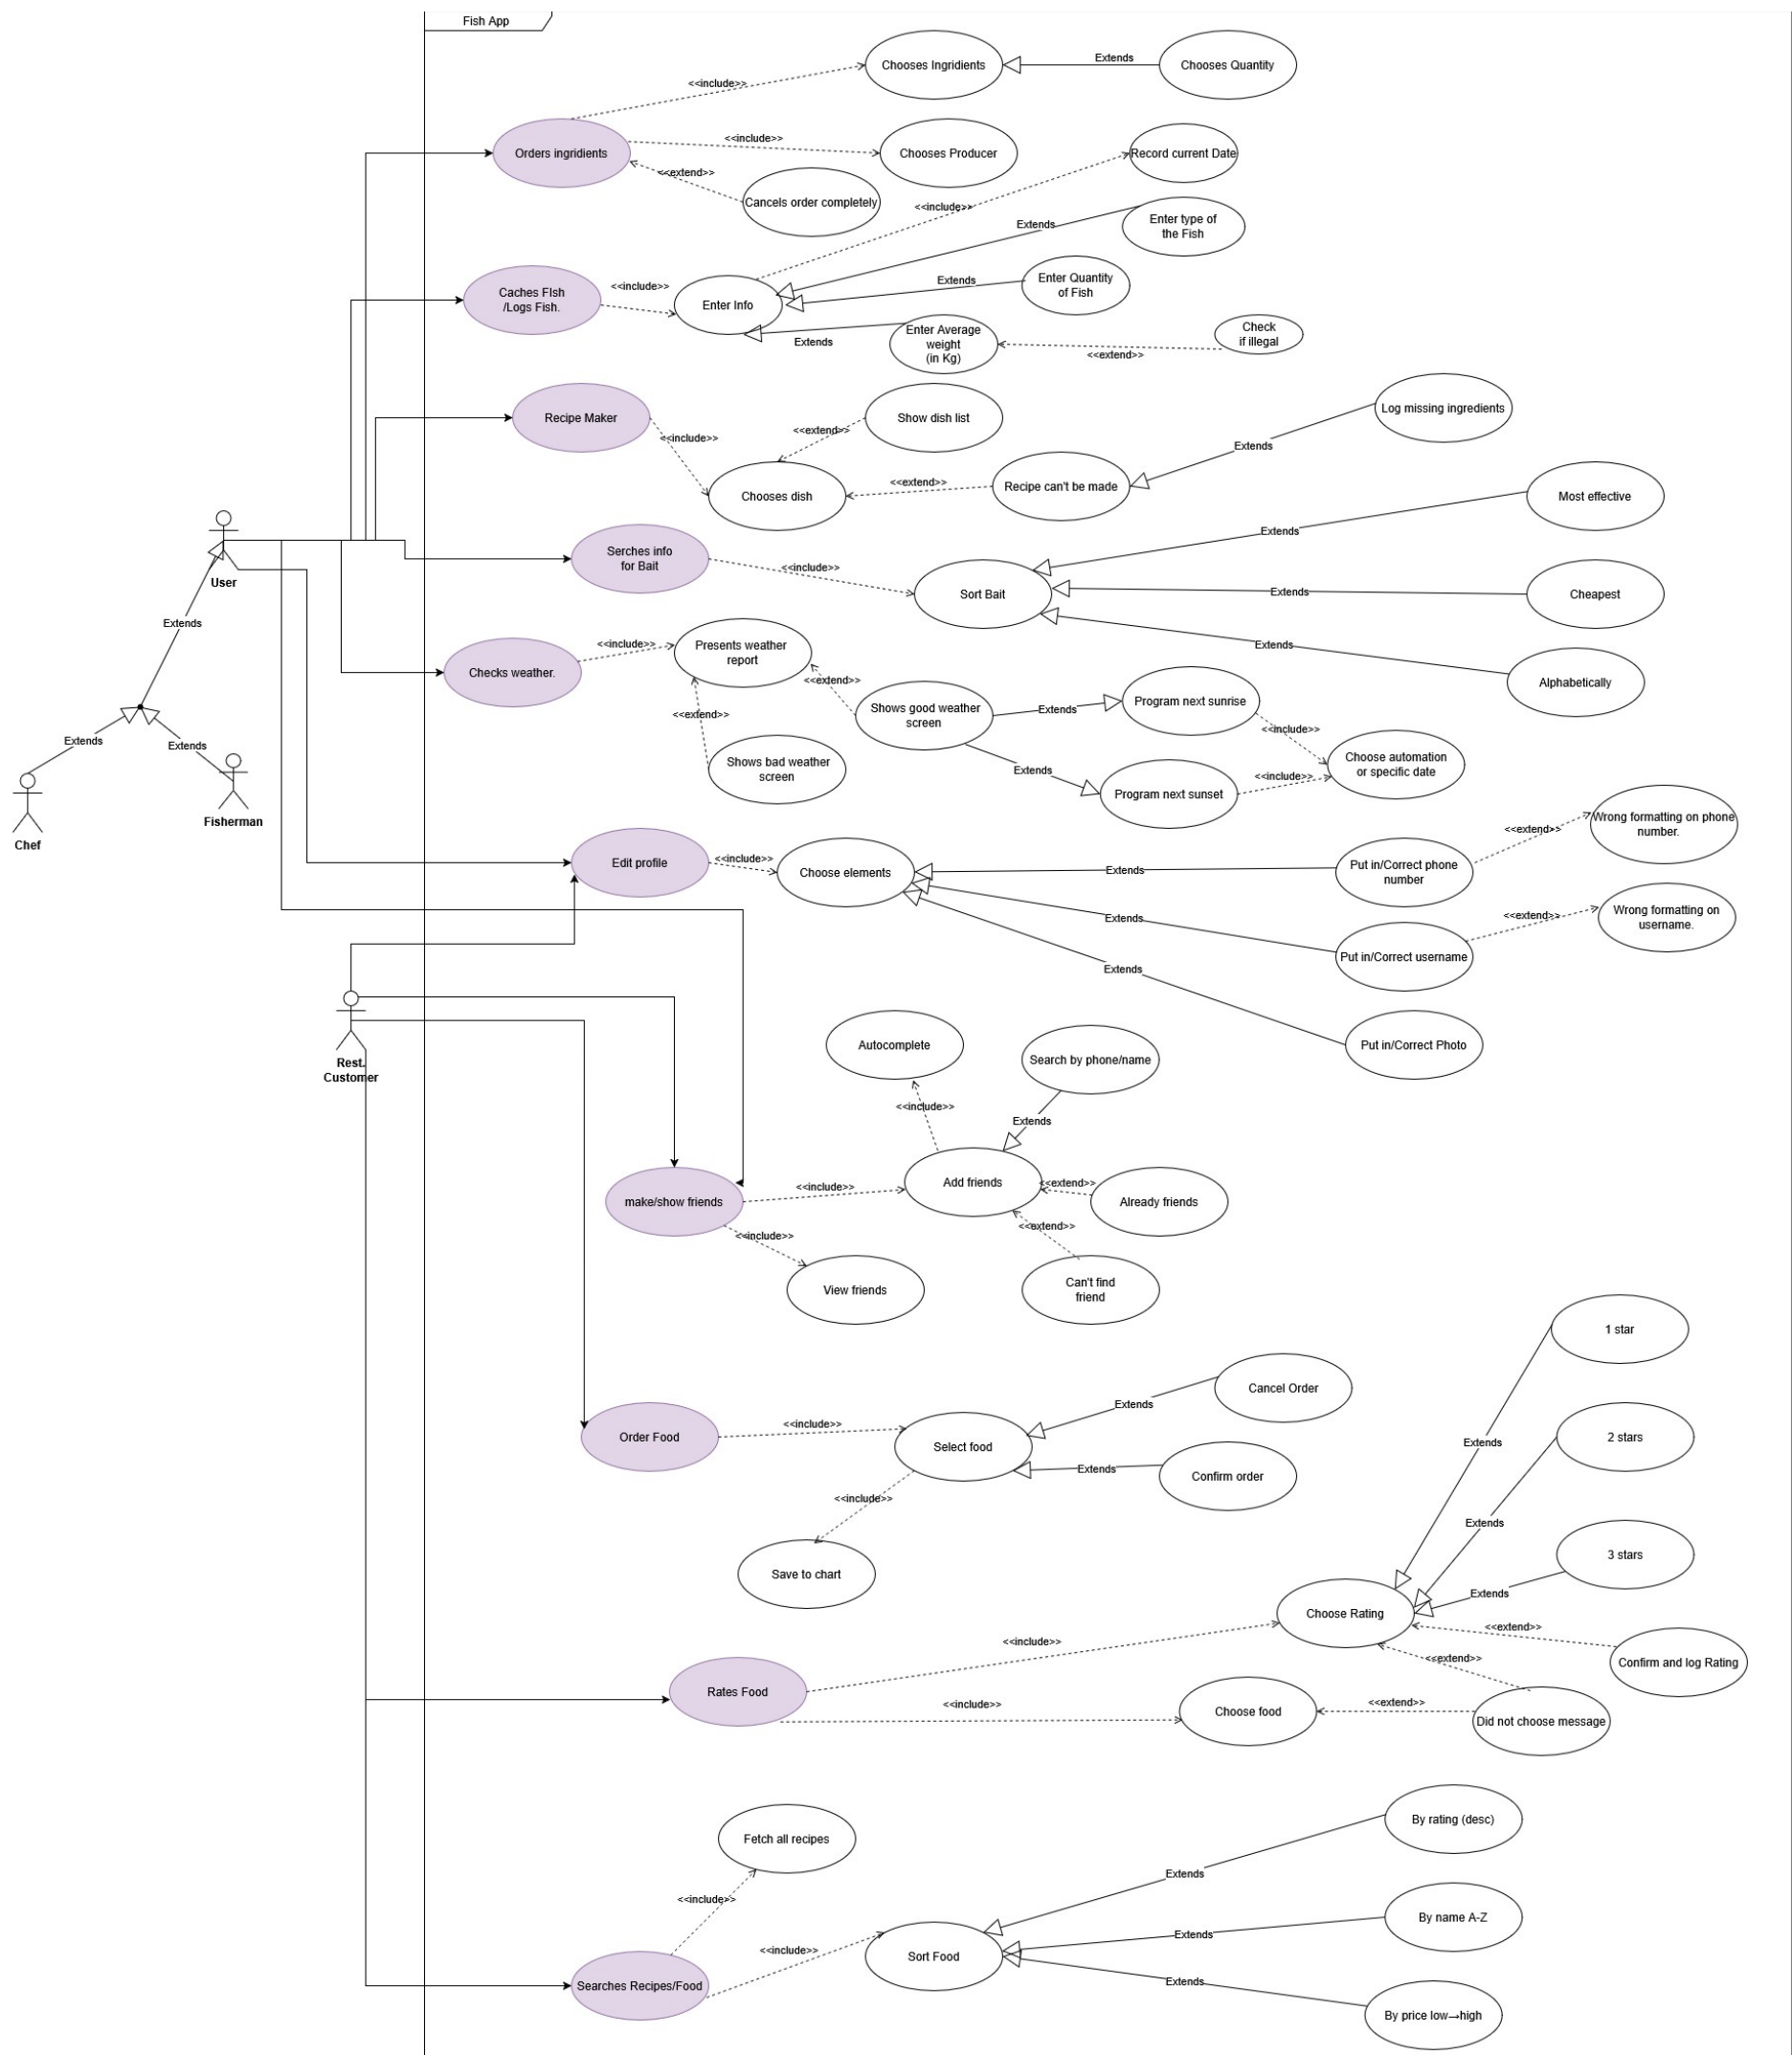 Fish App
Chooses Ingridients
Extends
Chooses Quantity
<<include>>
Orders ingridients
<<include>>
Chooses Producer
Record current Date
<<extend>>
Cancels order completely
<<include>>
Extends
Enter type of
the Fish
Caches FIsh
/Logs Fish.
<<include>>
Enter Info
Extends
Enter Quantity
of Fish
Extends
Enter Average
weight
(in Kg)
<<extend>>
Check
if illegal
Recipe Maker
<<include>>
Show dish list
<<extend>>
Chooses dish
<<extend>>
Recipe can't be made
Extends
Log missing ingredients
User
Serches info
for Bait
<<include>>
Sort Bait
Extends
Most effective
Extends
Cheapest
Extends
Alphabetically
Extends
Checks weather.
<<include>>
Presents weather
report
<<extend>>
<<extend>>
Shows good weather
screen
Shows bad weather
screen
Extends
Program next sunrise
Extends
Program next sunset
<<include>>
<<include>>
Choose automation
or specific date
Extends
Extends
Chef
Fisherman
Edit profile
<<include>>
Choose elements
Extends
Put in/Correct phone
number
<<extend>>
Wrong formatting on phone
number.
Extends
Put in/Correct username
<<extend>>
Wrong formatting on
username.
Extends
Put in/Correct Photo
Rest.
Customer
Autocomplete
Search by phone/name
<<include>>
Extends
make/show friends
<<include>>
Add friends
<<extend>>
Already friends
<<include>>
View friends
<<extend>>
Can't find
friend
Order Food
<<include>>
Select food
Extends
Cancel Order
Extends
Confirm order
<<include>>
Save to chart
1 star
Extends
2 stars
Extends
3 stars
Extends
Choose Rating
<<extend>>
Confirm and log Rating
<<include>>
<<extend>>
Rates Food
<<include>>
Choose food
<<extend>>
Did not choose message
Fetch all recipes
<<include>>
Searches Recipes/Food
<<include>>
Sort Food
Extends
By rating (desc)
Extends
By name A-Z
Extends
By price low→high